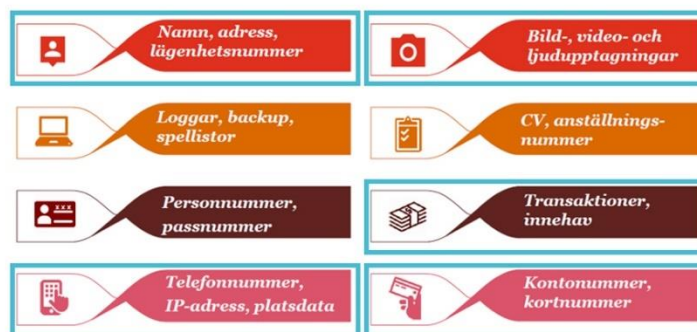 Namn, adress,
lägenhetsnummer
Bild-, video- och
ljudupptagningar
Loggar, backup,
spellistor
CV, anställnings-
nummer
Personnummer,
passnummer
Transaktioner,
innehav
Telefonnummer,
IP-adress, platsdata
Kontonummer,
kortnummer